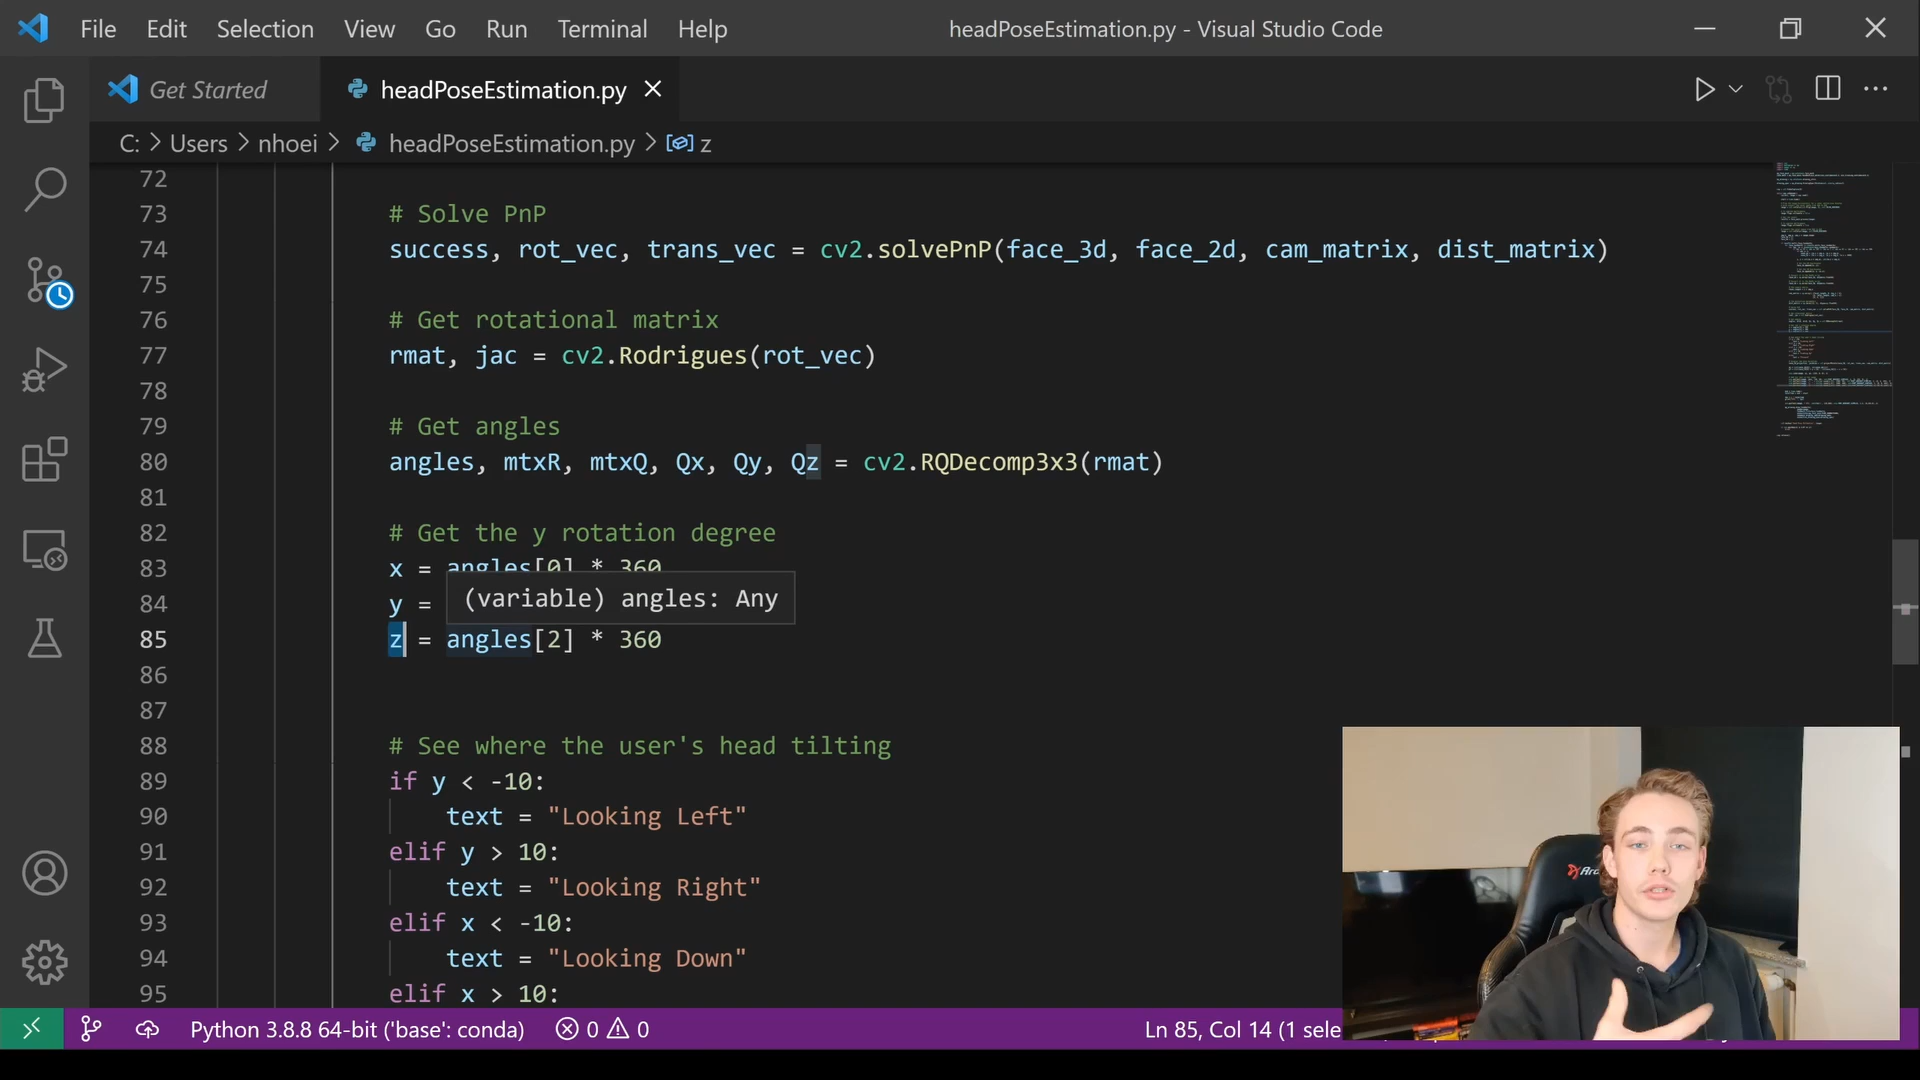 File Edit Selection View Go Run Terminal Help headPoseEstimation.py - Visual Studio Code
Get Started headPoseEstimation.py
C: > Users > nhoei > headPoseEstimation.py > z
72
73 # Solve PnP
74 success, rot_vec, trans_vec = cv2.solvePnP(face_3d, face_2d, cam_matrix, dist_matrix)
75
76 # Get rotational matrix
77 rmat, jac = cv2.Rodrigues(rot_vec)
78
79 # Get angles
80 angles, mtxR, mtxQ, Qx, Qy, Qz = cv2.RQDecomp3x3(rmat)
81
82 # Get the y rotation degree
83 x = angles[0] * 360
(variable) angles: Any
84 y =
85 z = angles[2] * 360
86
87
88 # See where the user's head tilting
89 if y < -10:
90 text = "Looking Left"
91 elif y > 10:
92 text = "Looking Right"
93 elif x < -10:
94 text = "Looking Down"
95 elif x > 10:
Python 3.8.8 64-bit ('base': conda) 0 0 Ln 85, Col 14 (1 sele